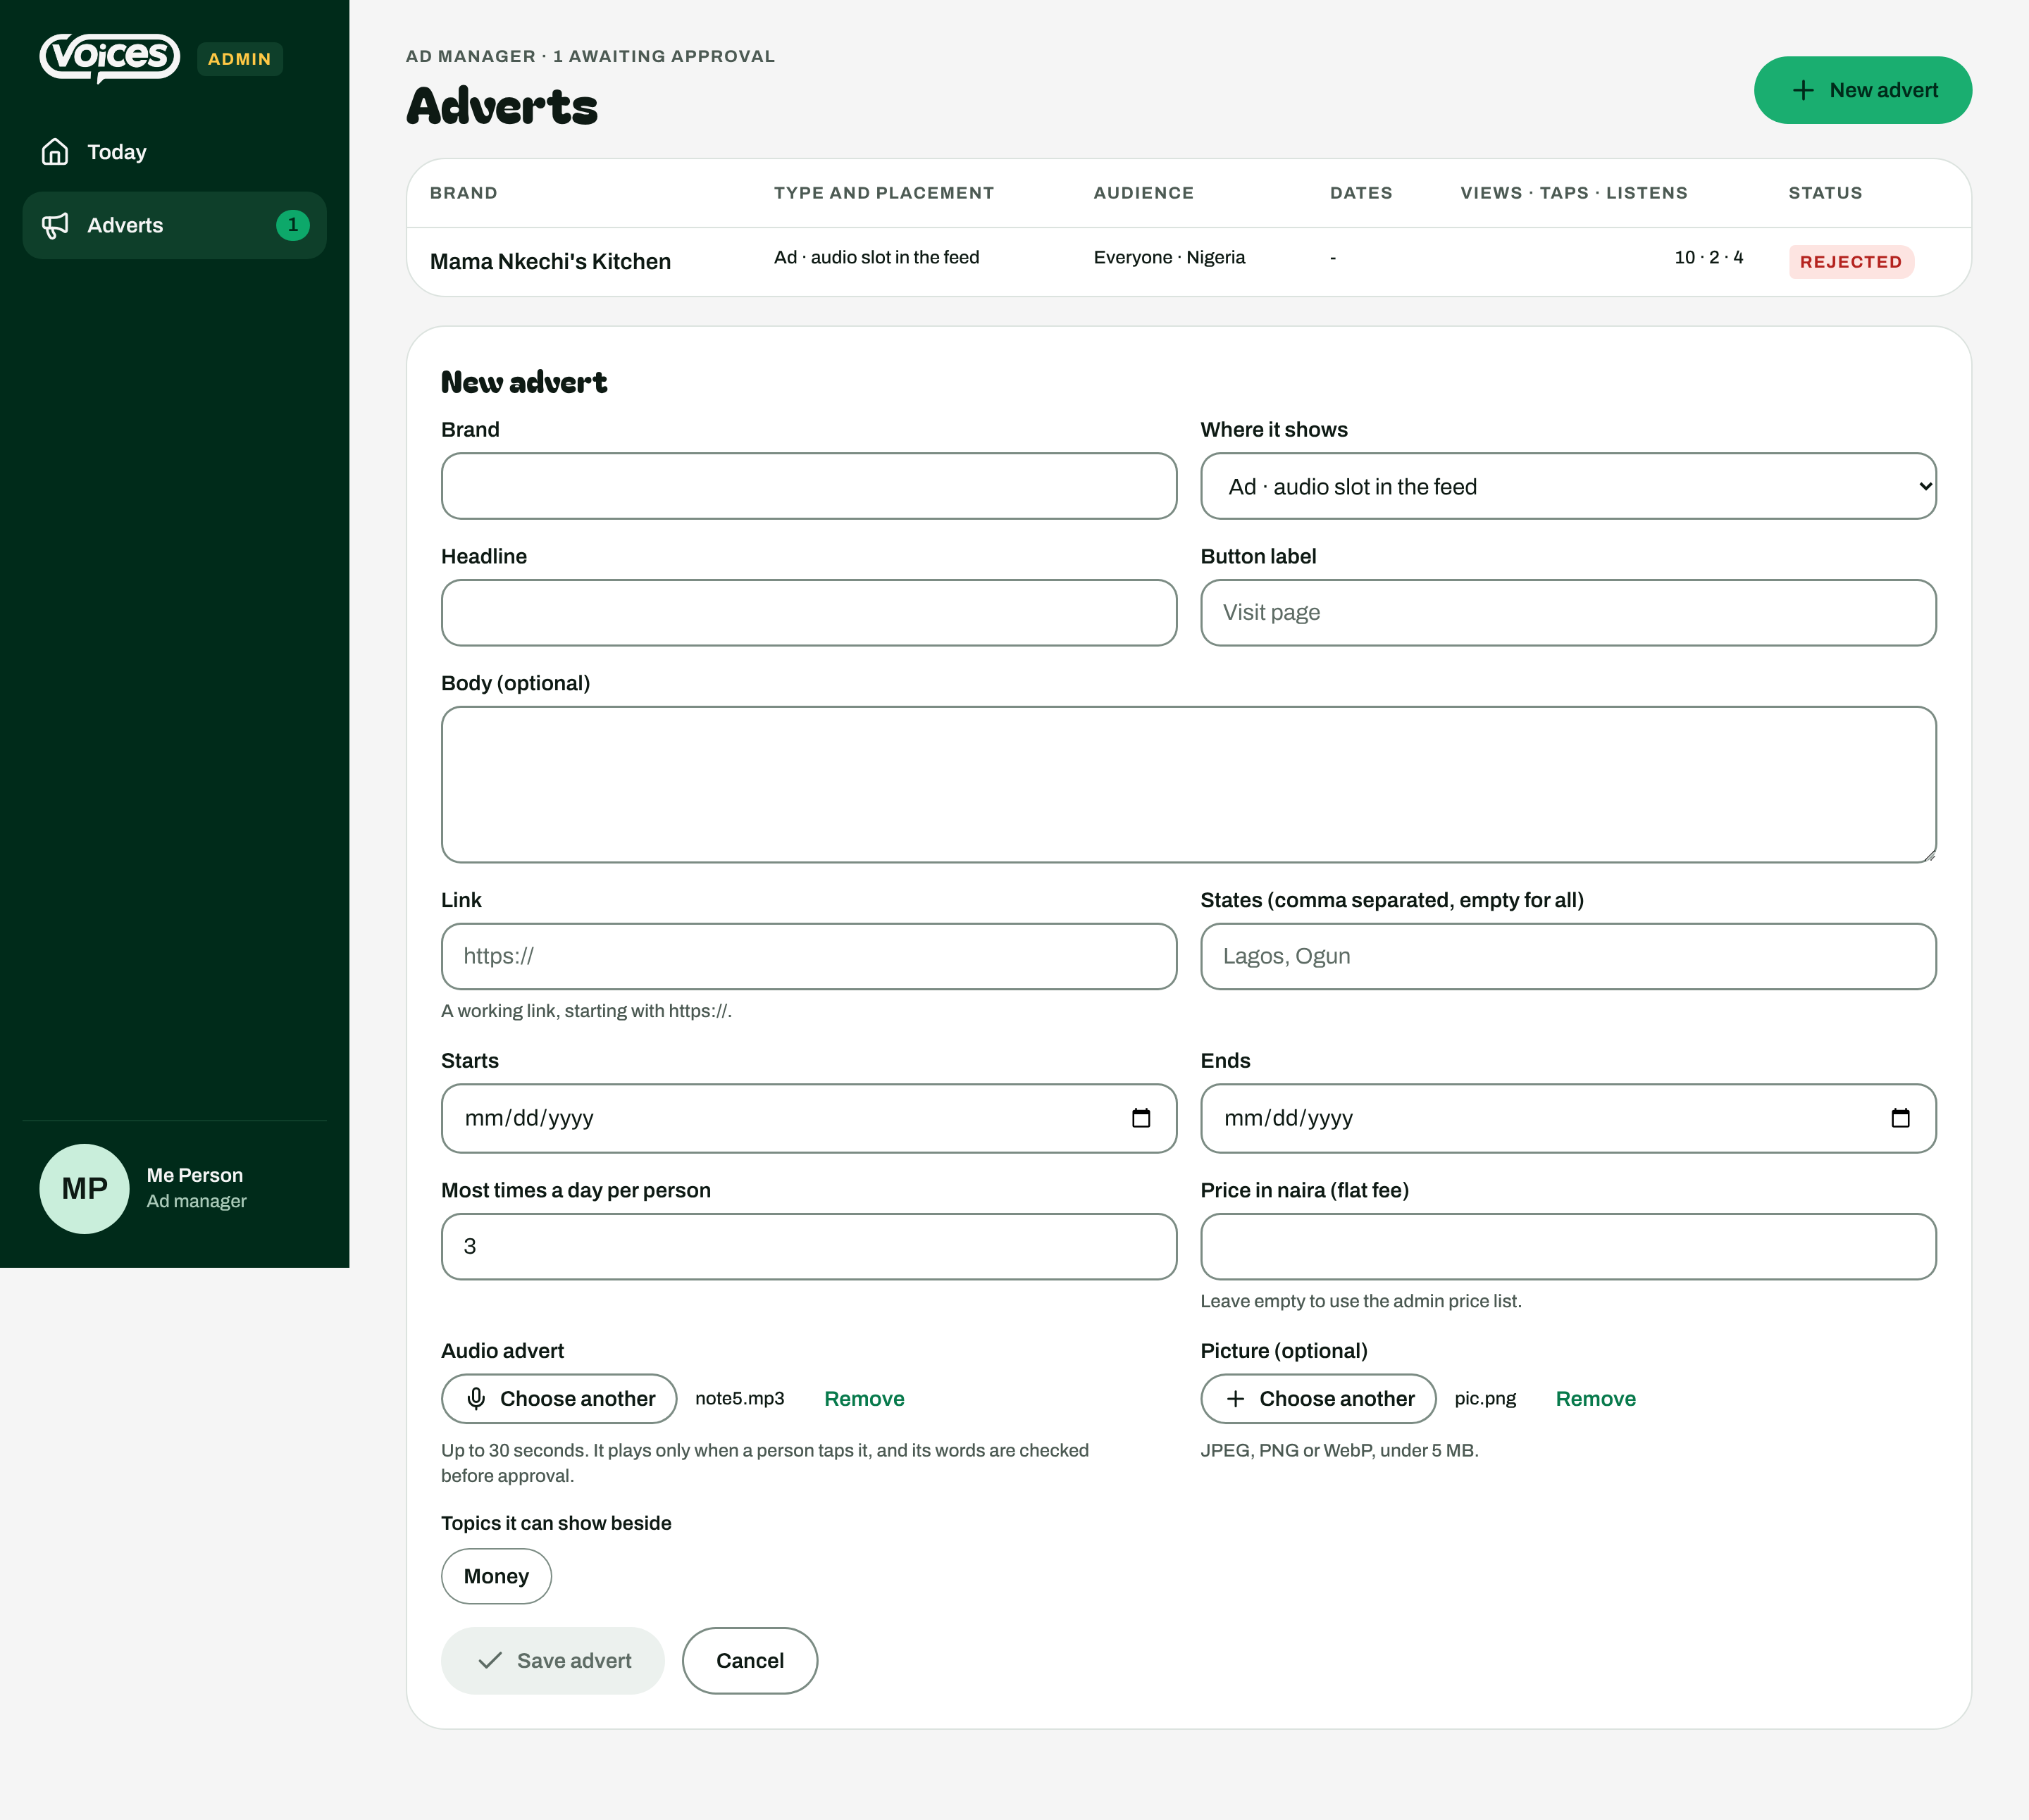 Voices ADMIN
Today
Adverts 1
Me Person
MP
Ad manager
AD MANAGER · 1 AWAITING APPROVAL
Adverts
New advert
BRAND TYPE AND PLACEMENT AUDIENCE DATES VIEWS · TAPS · LISTENS STATUS
Mama Nkechi's Kitchen Ad · audio slot in the feed Everyone · Nigeria - 10 · 2 · 4 REJECTED
New advert
Brand Where it shows
Ad · audio slot in the feed
Headline Button label
Visit page
Body (optional)
Link States (comma separated, empty for all)
https:// Lagos, Ogun
A working link, starting with https://.
Starts Ends
mm/dd/yyyy mm/dd/yyyy
Most times a day per person Price in naira (flat fee)
3
Leave empty to use the admin price list.
Audio advert Picture (optional)
Choose another note5.mp3 Remove Choose another pic.png Remove
Up to 30 seconds. It plays only when a person taps it, and its words are checked JPEG, PNG or WebP, under 5 MB.
before approval.
Topics it can show beside
Money
Save advert Cancel